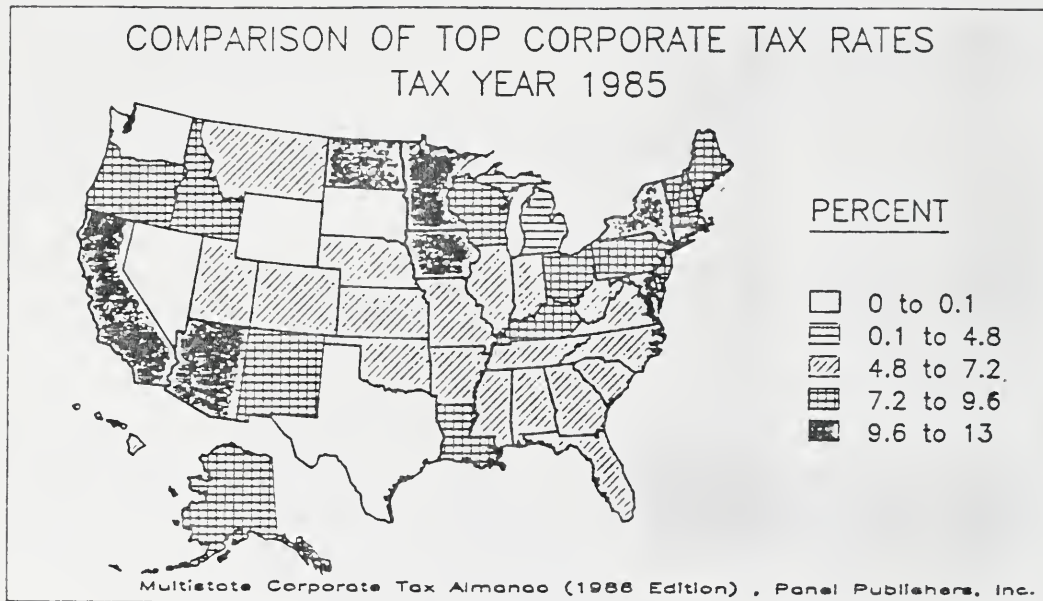 COMPARISON OF TOP CORPORATE TAX RATES
TAX YEAR 1985
PERCENT
0 to 0.1
0.1 to 4.8
4.8 to 7.2
7.2 to 9.6
9.6 to 13
Multistate Corporate Tax Almanac (1986 Edition) , Panel Publishers, Inc.